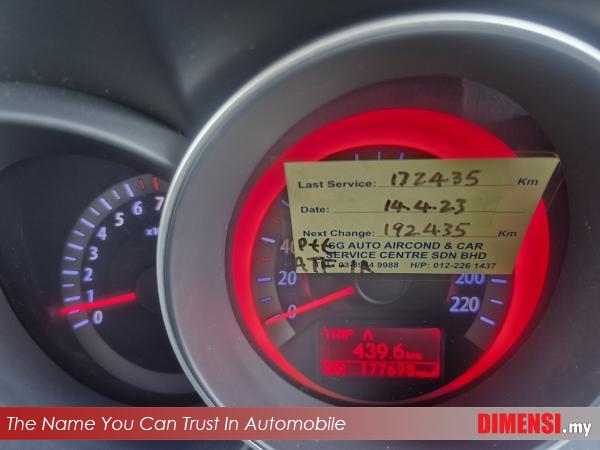 Last Service: 172435 Km
Date: 14.4.23
Next Change: 192435 Km
GG AUTO AIRCOND & CAR
SERVICE CENTRE SDN BHD
H/P: 012-226 1437
ATF
5 6 7
4
3
2
1
0
40
20
0
200
220
TRIP A
439.6 km
177698 km
The Name You Can Trust In Automobile
DIMENSI.my